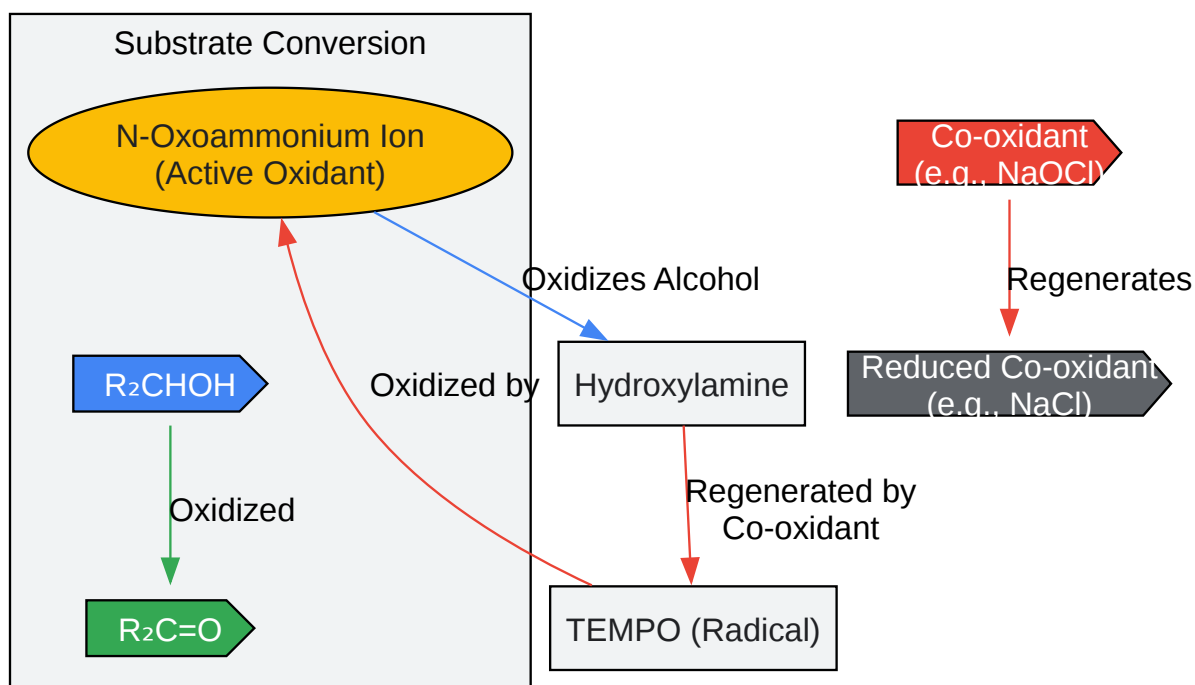 Substrate Conversion
N-Oxoammonium Ion
(Active Oxidant)
Co-oxidant
(e.g., NaOCl)
Oxidizes Alcohol
Regenerates
R₂CHOH
Oxidized by
Hydroxylamine
Reduced Co-oxidant
(e.g., NaCl)
Oxidized
Regenerated by
Co-oxidant
R₂C=O
TEMPO (Radical)